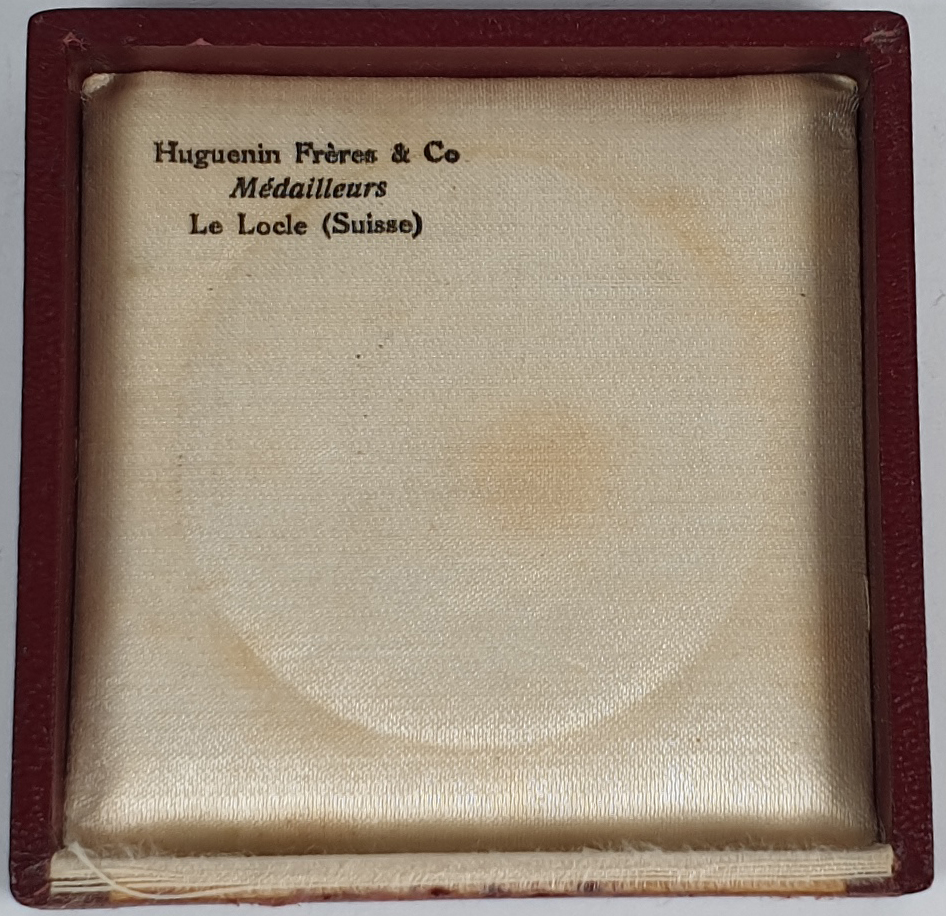 Huguenin Frères & Co
Médailleurs
Le Locle (Suisse)